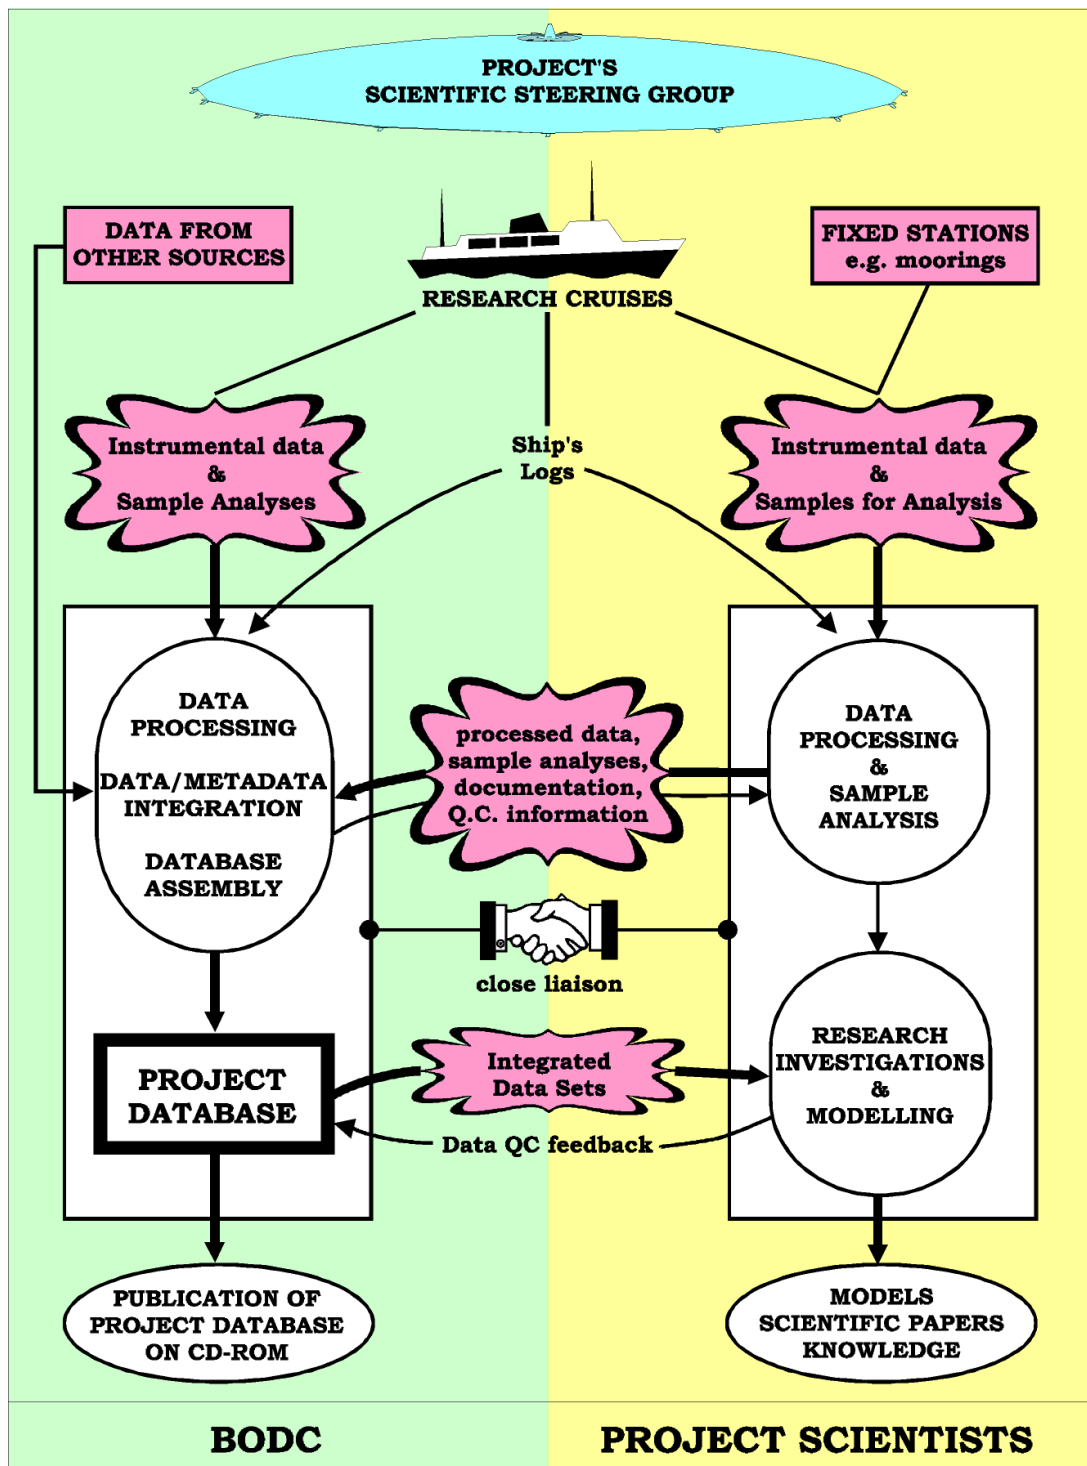 PROJECT'S
SCIENTIFIC STEERING GROUP
DATA FROM
OTHER SOURCES
FIXED STATIONS
e.g. moorings
RESEARCH CRUISES
Instrumental data
&
Sample Analyses
Ship's
Logs
Instrumental data
&
Samples for Analysis
DATA
PROCESSING
DATA/METADATA
INTEGRATION
DATABASE
ASSEMBLY
processed data,
sample analyses,
documentation,
Q.C. information
DATA
PROCESSING
&
SAMPLE
ANALYSIS
close liaison
PROJECT
DATABASE
Integrated
Data Sets
Data QC feedback
RESEARCH
INVESTIGATIONS
&
MODELLING
PUBLICATION OF
PROJECT DATABASE
ON CD-ROM
MODELS
SCIENTIFIC PAPERS
KNOWLEDGE
BODC
PROJECT SCIENTISTS